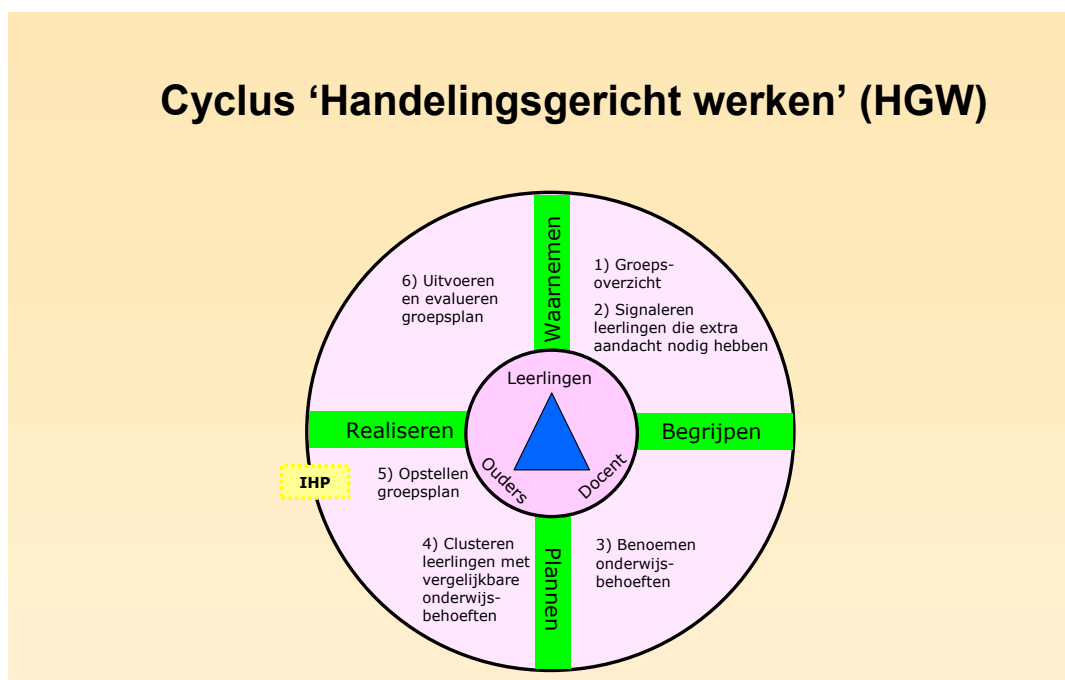 Cyclus ‘Handelingsgericht werken’ (HGW)
Waarnemen
1) Groeps-
overzicht
2) Signaleren
leerlingen die extra
aandacht nodig hebben
Begrijpen
3) Benoemen
onderwijs-
behoeften
Plannen
4) Clusteren
leerlingen met
vergelijkbare
onderwijs-
behoeften
5) Opstellen
groepsplan
IHP
Realiseren
6) Uitvoeren
en evalueren
groepsplan
Leerlingen
Ouders
Docent